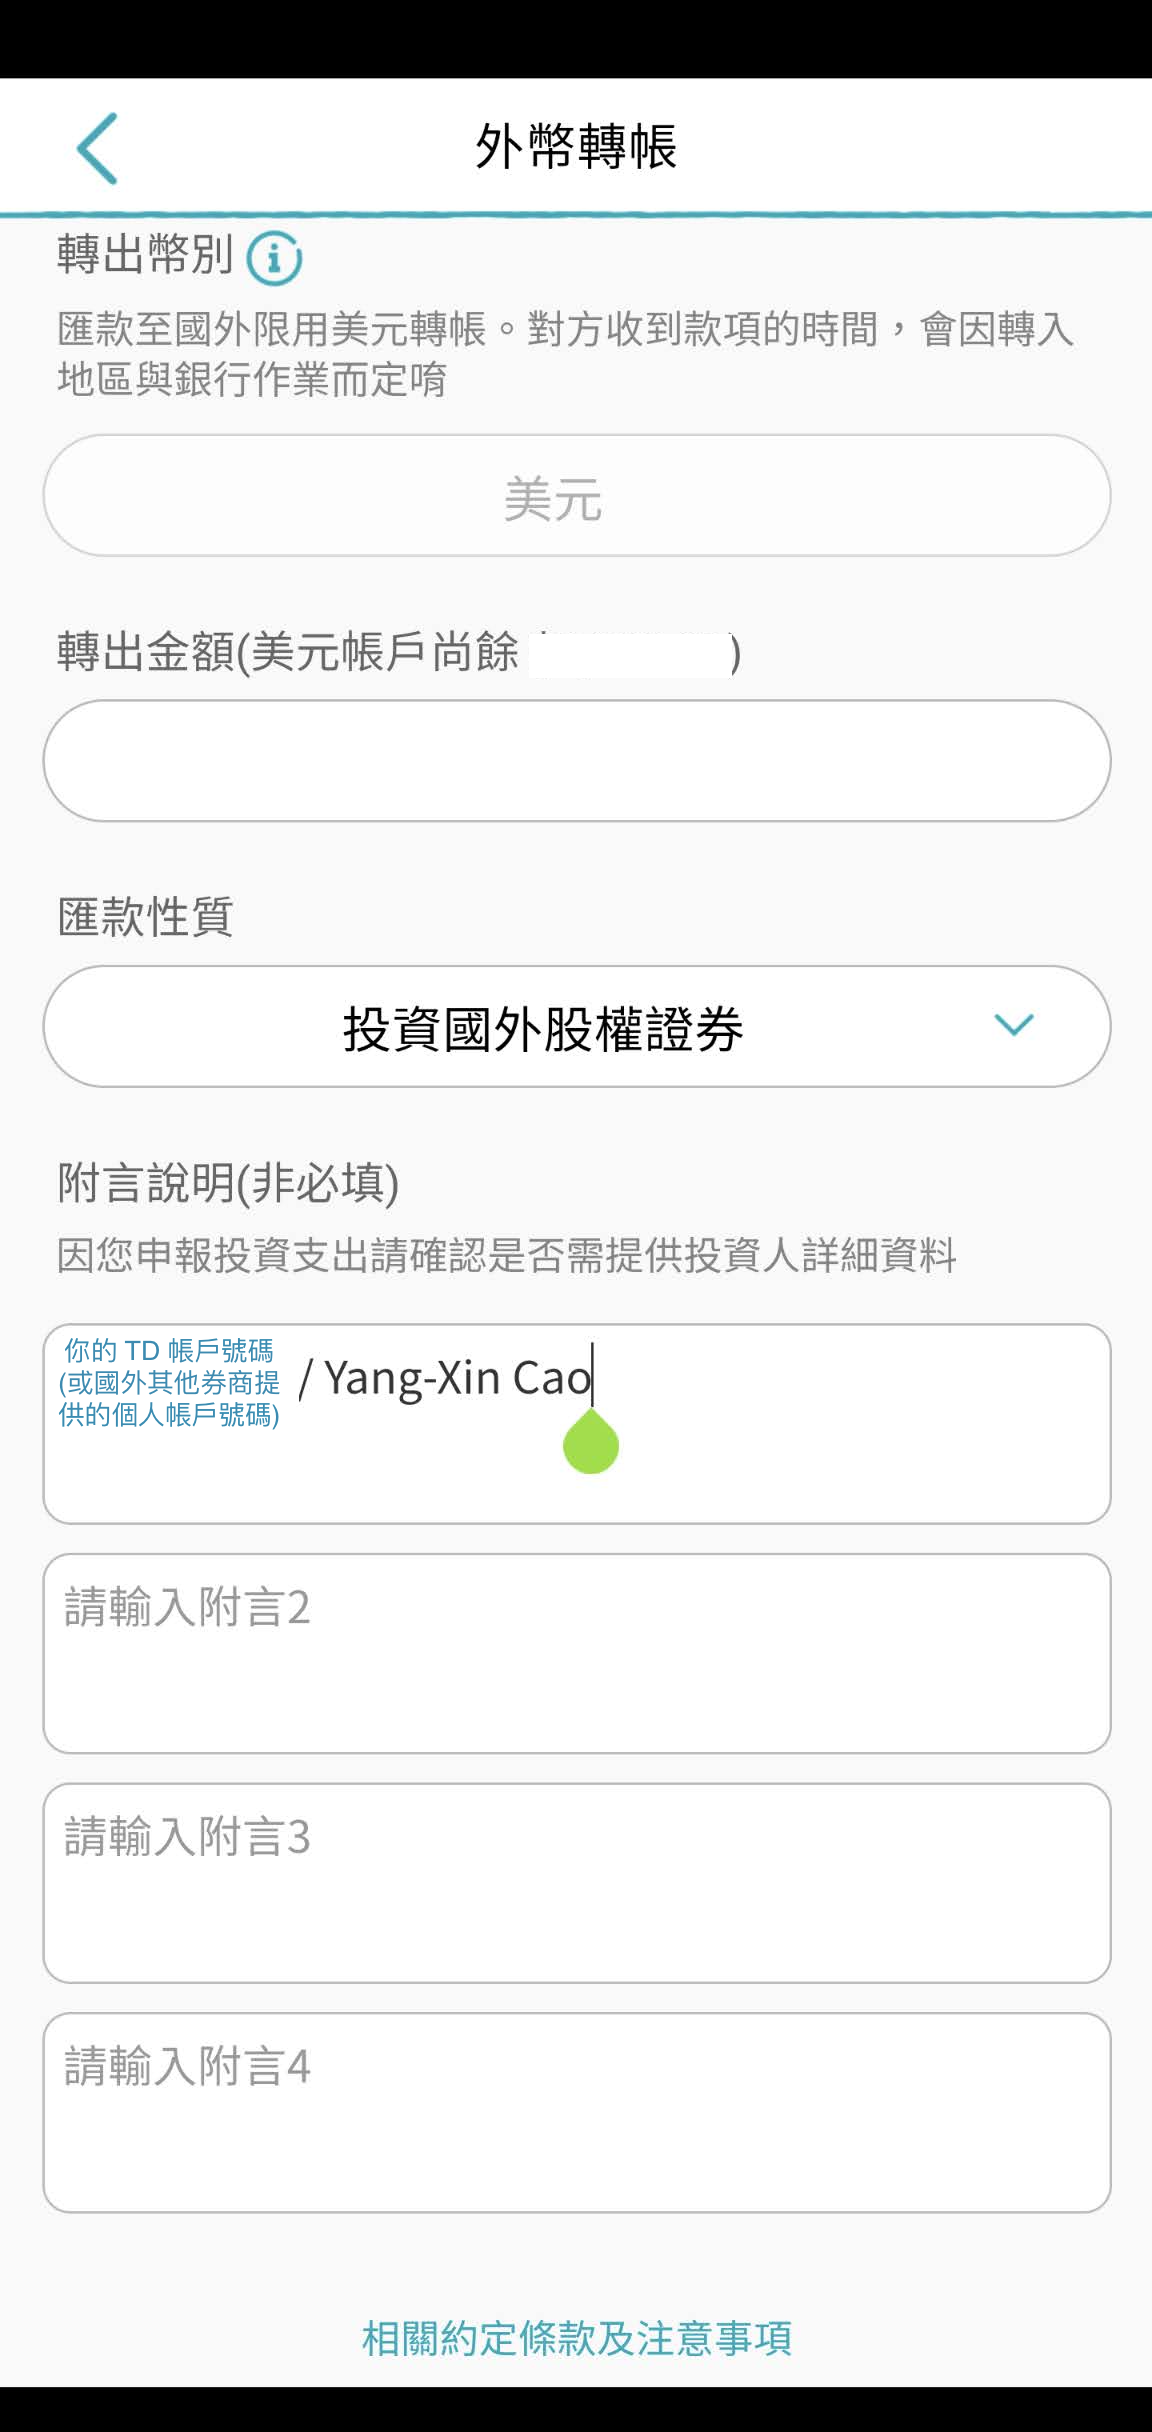 外幣轉帳
轉出幣別
匯款至國外限用美元轉帳。對方收到款項的時間，會因轉入
地區與銀行作業而定唷
美元
轉出金額(美元帳戶尚餘 )
匯款性質
投資國外股權證券
附言說明(非必填)
因您申報投資支出請確認是否需提供投資人詳細資料
你的 TD 帳戶號碼
(或國外其他券商提
供的個人帳戶號碼)
/ Yang-Xin Cao
請輸入附言2
請輸入附言3
請輸入附言4
相關約定條款及注意事項